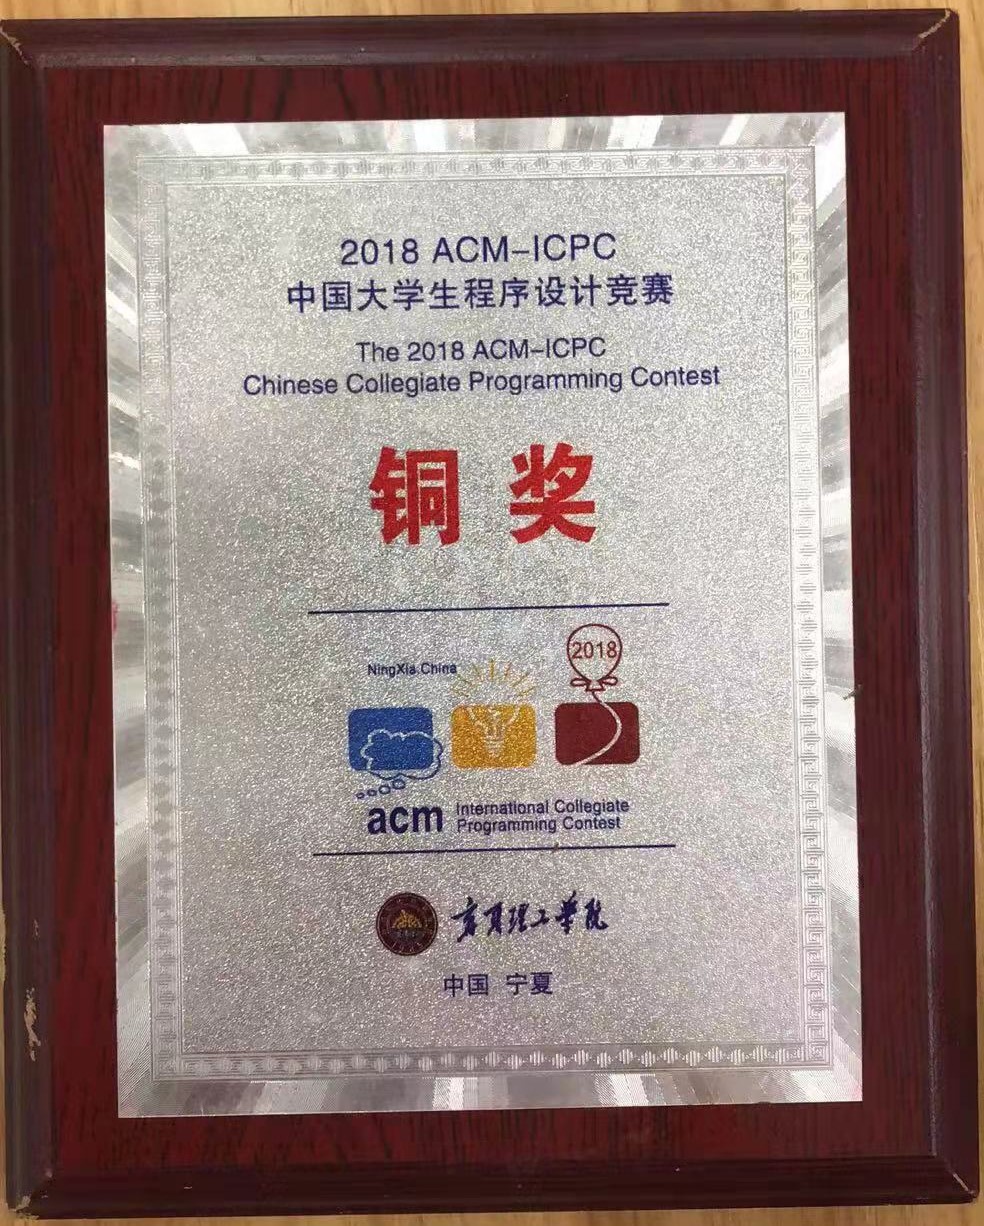 2018 ACM-ICPC
中国大学生程序设计竞赛
The 2018 ACM-ICPC
Chinese Collegiate Programming Contest
铜奖
2018
NingXia.China
acm
International Collegiate
Programming Contest
宁夏理工学院
中国 宁夏